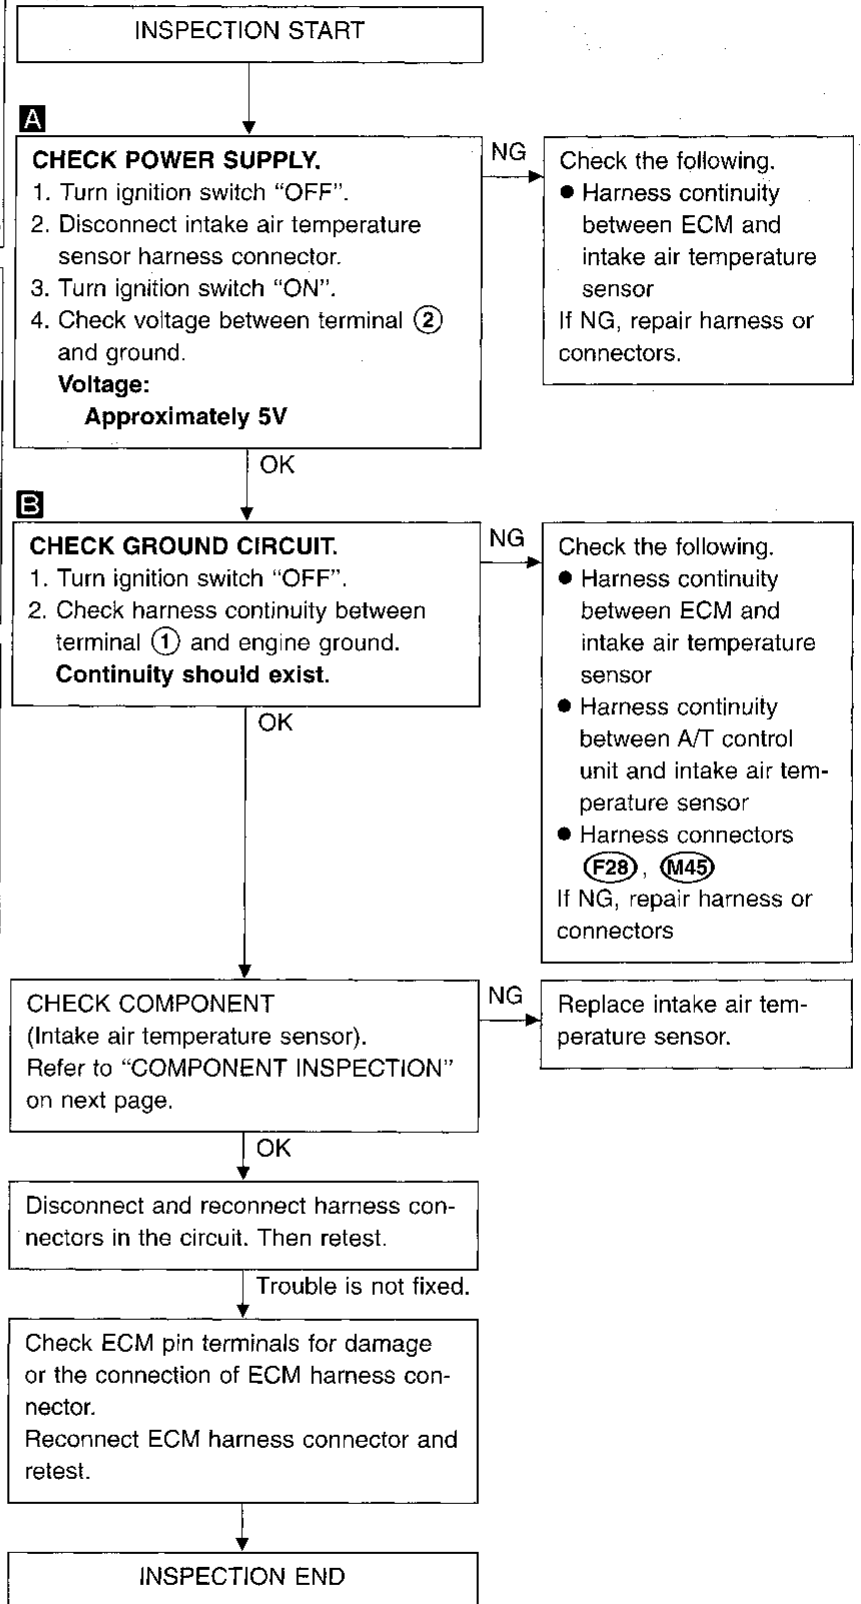 INSPECTION START
A
CHECK POWER SUPPLY.
1. Turn ignition switch “OFF”.
2. Disconnect intake air temperature
sensor harness connector.
3. Turn ignition switch “ON”.
4. Check voltage between terminal ②
and ground.
Voltage:
Approximately 5V
NG
Check the following.
● Harness continuity
between ECM and
intake air temperature
sensor
If NG, repair harness or
connectors.
OK
B
CHECK GROUND CIRCUIT.
1. Turn ignition switch “OFF”.
2. Check harness continuity between
terminal ① and engine ground.
Continuity should exist.
NG
Check the following.
● Harness continuity
between ECM and
intake air temperature
sensor
● Harness continuity
between A/T control
unit and intake air tem-
perature sensor
● Harness connectors
F28, M45
If NG, repair harness or
connectors
OK
CHECK COMPONENT
(Intake air temperature sensor).
Refer to “COMPONENT INSPECTION”
on next page.
NG
Replace intake air tem-
perature sensor.
OK
Disconnect and reconnect harness con-
nectors in the circuit. Then retest.
Trouble is not fixed.
Check ECM pin terminals for damage
or the connection of ECM harness con-
nector.
Reconnect ECM harness connector and
retest.
INSPECTION END